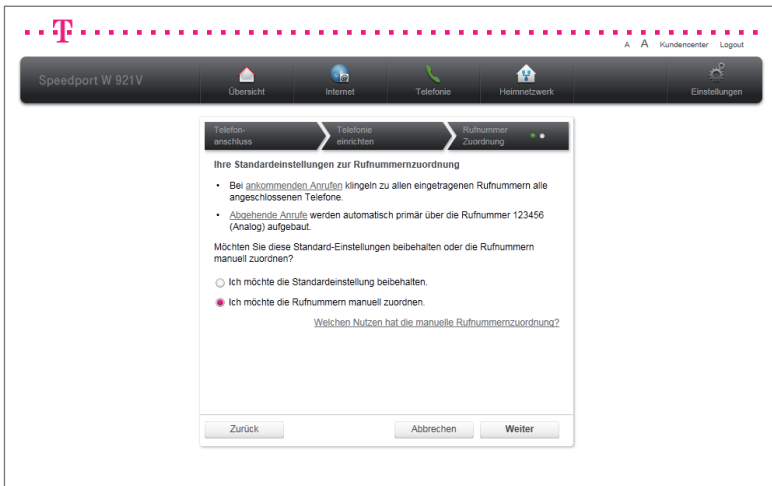 T
A A Kundencenter Logout
Speedport W 921V
Übersicht
Internet
Telefonie
Heimnetzwerk
Einstellungen
Telefon-
anschluss
Telefonie
einrichten
Rufnummer
Zuordnung
Ihre Standardeinstellungen zur Rufnummernzuordnung
• Bei ankommenden Anrufen klingeln zu allen eingetragenen Rufnummern alle
angeschlossenen Telefone.
• Abgehende Anrufe werden automatisch primär über die Rufnummer 123456
(Analog) aufgebaut.
Möchten Sie diese Standard-Einstellungen beibehalten oder die Rufnummern
manuell zuordnen?
Ich möchte die Standardeinstellung beibehalten.
Ich möchte die Rufnummern manuell zuordnen.
Welchen Nutzen hat die manuelle Rufnummernzuordnung?
Zurück
Abbrechen
Weiter